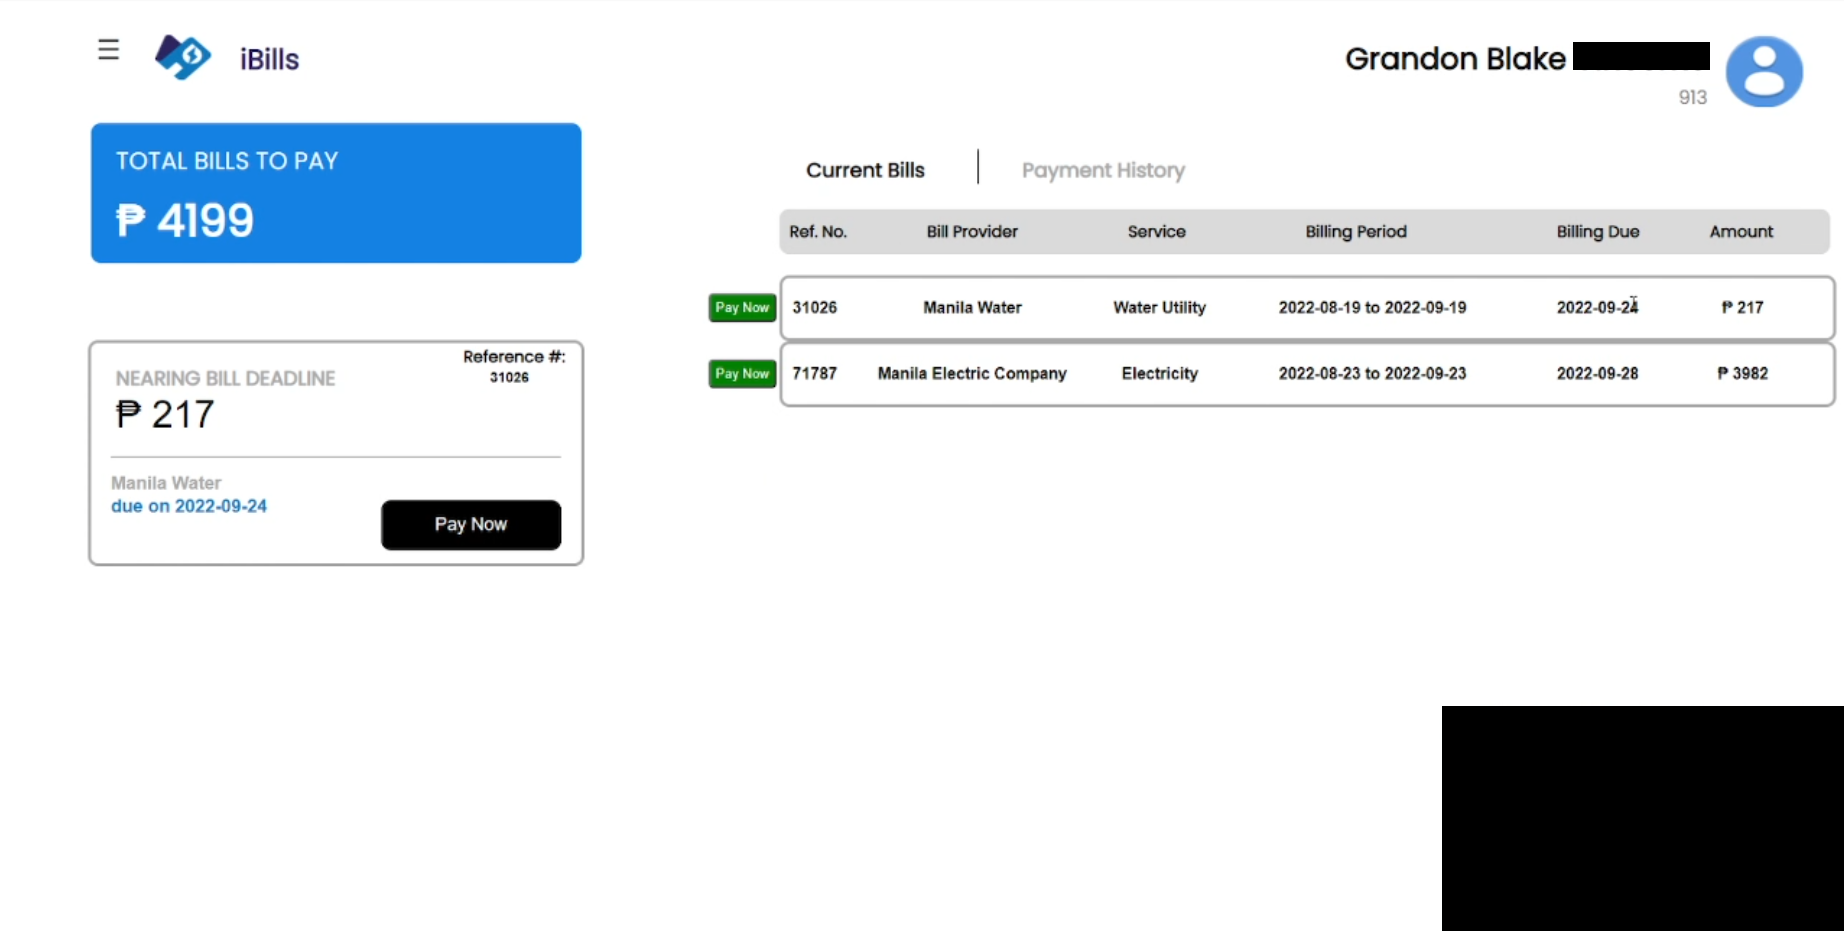 ☰ iBills
Grandon Blake
913
TOTAL BILLS TO PAY
₱ 4199
NEARING BILL DEADLINE
Reference #:
31026
₱ 217
Manila Water
due on 2022-09-24
Pay Now
Current Bills | Payment History
Ref. No. Bill Provider Service Billing Period Billing Due Amount
Pay Now 31026 Manila Water Water Utility 2022-08-19 to 2022-09-19 2022-09-24 ₱ 217
Pay Now 71787 Manila Electric Company Electricity 2022-08-23 to 2022-09-23 2022-09-28 ₱ 3982